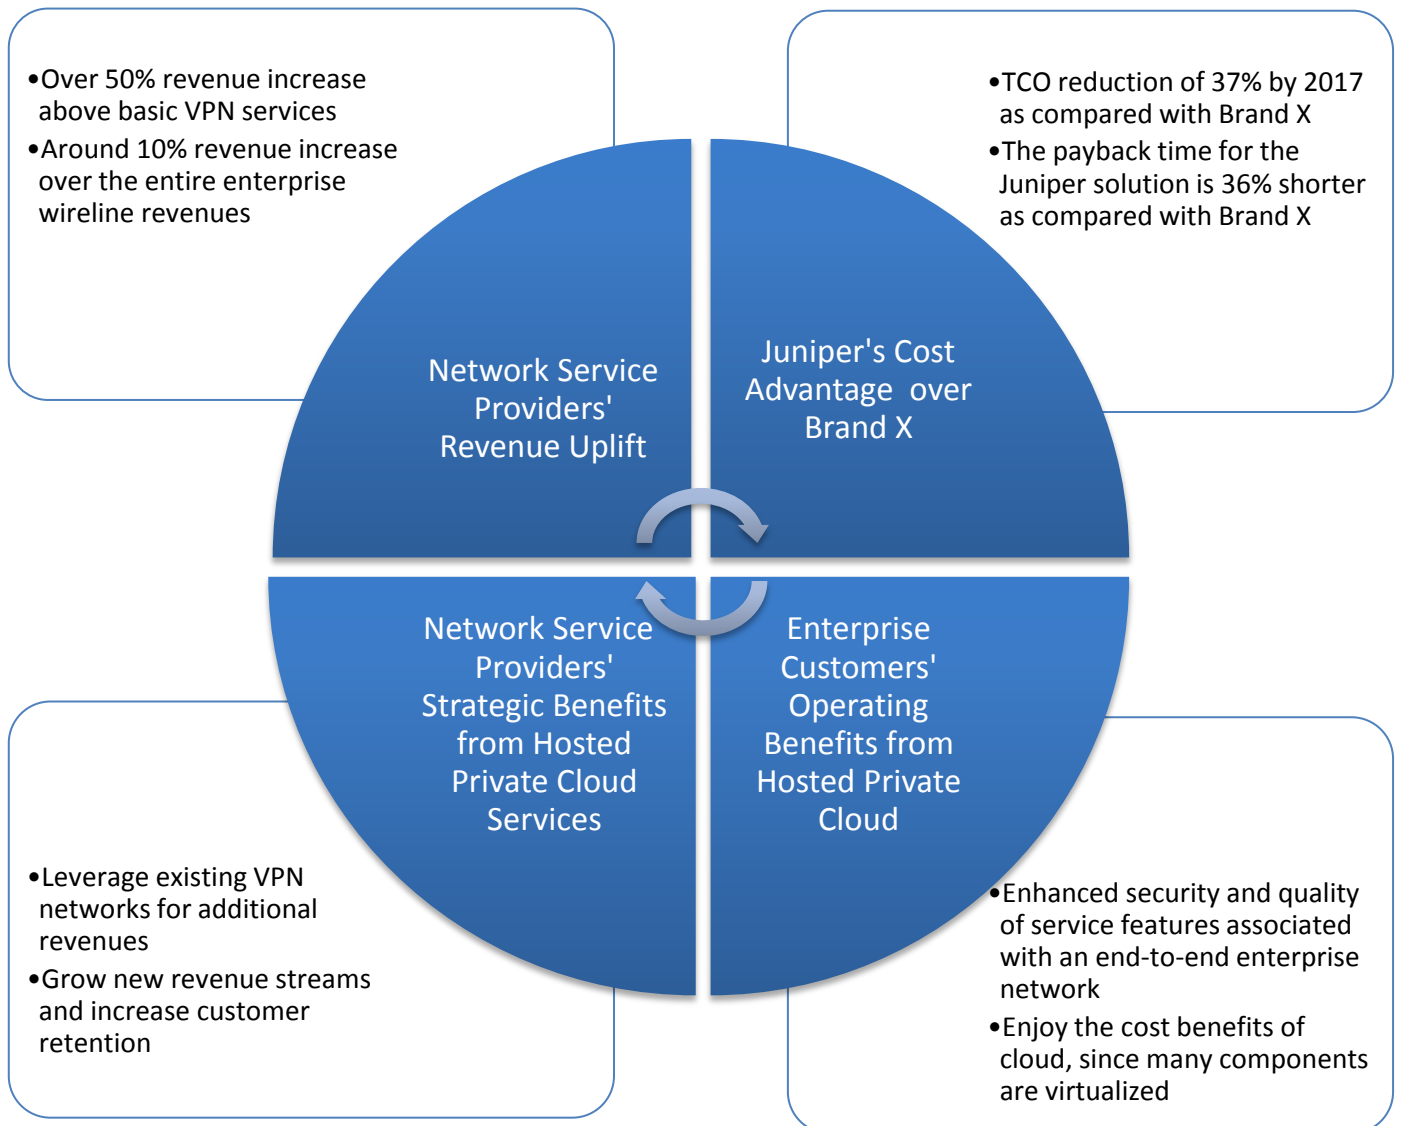 •Over 50% revenue increase
above basic VPN services
•Around 10% revenue increase
over the entire enterprise
wireline revenues
•TCO reduction of 37% by 2017
as compared with Brand X
•The payback time for the
Juniper solution is 36% shorter
as compared with Brand X
Network Service
Providers'
Revenue Uplift
Juniper's Cost
Advantage  over
Brand X
Network Service
Providers'
Strategic Benefits
from Hosted
Private Cloud
Services
Enterprise
Customers'
Operating
Benefits from
Hosted Private
Cloud
•Leverage existing VPN
networks for additional
revenues
•Grow new revenue streams
and increase customer
retention
•Enhanced security and quality
of service features associated
with an end-to-end enterprise
network
•Enjoy the cost benefits of
cloud, since many components
are virtualized